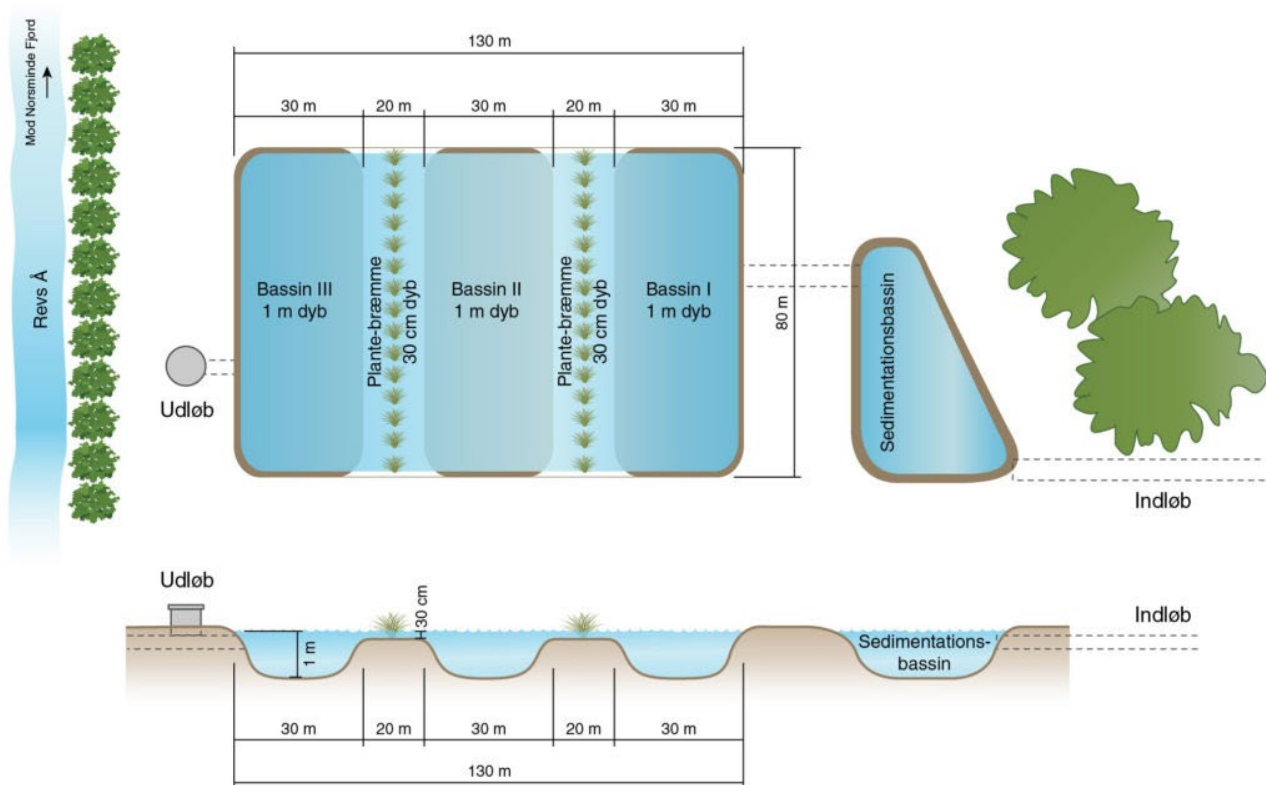 Mod Norsminde Fjord
Revs Å
130 m
30 m
20 m
30 m
20 m
30 m
Bassin III
1 m dyb
Plante-bræmme
30 cm dyb
Bassin II
1 m dyb
Plante-bræmme
30 cm dyb
Bassin I
1 m dyb
80 m
Sedimentationsbassin
Udløb
Indløb
Udløb
30 cm
1 m
Sedimentations-
bassin
Indløb
30 m
20 m
30 m
20 m
30 m
130 m